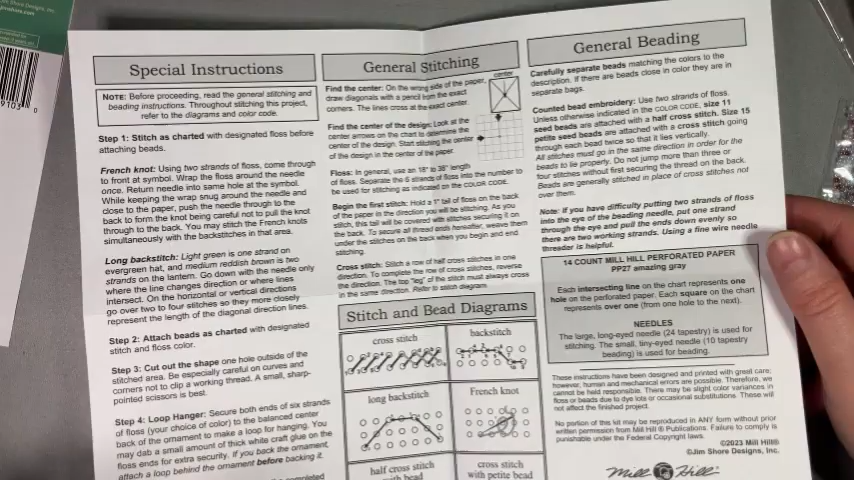 Special Instructions
NOTE: Before proceeding, read the general stitching and
beading instructions. Throughout stitching this project,
refer to the diagrams and color code.
Step 1: Stitch as charted with designated floss before
attaching beads.
French knot: Using two strands of floss, come through
to front at symbol. Wrap the floss around the needle
once. Return needle into same hole at the symbol.
While keeping the wrap snug around the needle and
close to the paper, push the needle through to the
back to form the knot being careful not to pull the knot
through to the back. You may stitch the French knots
simultaneously with the backstitches in that area.
Long backstitch: Light green is one strand on
evergreen hat, and medium reddish brown is two
strands on the lantern. Go down with the needle only
where the line changes direction or where lines
intersect. On the horizontal or vertical directions
go over two to four stitches so they more closely
represent the length of the diagonal direction lines.
Step 2: Attach beads as charted with designated
stitch and floss color.
Step 3: Cut out the shape one hole outside of the
stitched area. Be especially careful on curves and
corners not to clip a working thread. A small, sharp-
pointed scissors is best.
Step 4: Loop Hanger: Secure both ends of six strands
of floss (your choice of color) to the balanced center
back of the ornament to make a loop for hanging. You
may dab a small amount of thick white craft glue on the
floss ends for extra security. If you back the ornament,
attach a loop behind the ornament before backing it.
General Stitching
Find the center: On the wrong side of the paper,
draw diagonals with a pencil from the exact
corners. The lines cross at the exact center.
center
Find the center of the design: Look at the
center arrows on the chart to determine the
center of the design. Start stitching the center
of the design in the center of the paper.
Floss: In general, use an 18" to 36" length
of floss. Separate the 6 strands of floss into the number to
be used for stitching as indicated on the COLOR CODE.
Begin the first stitch: Hold a 1" tail of floss on the back
of the paper in the direction you will be stitching. As you
stitch, this tail will be covered with stitches securing it on
the back. To secure all thread ends hereafter, weave them
under the stitches on the back when you begin and end
stitching.
Cross stitch: Stitch a row of half cross stitches in one
direction. To complete the row of cross stitches, reverse
the direction. The top "leg" of the stitch must always cross
in the same direction. Refer to stitch diagram.
Stitch and Bead Diagrams
cross stitch
backstitch
long backstitch
French knot
half cross stitch
with bead
cross stitch
with petite bead
General Beading
Carefully separate beads matching the colors to the
description. If there are beads close in color they are in
separate bags.
Counted bead embroidery: Use two strands of floss.
Unless otherwise indicated in the COLOR CODE, size 11
seed beads are attached with a half cross stitch. Size 15
petite seed beads are attached with a cross stitch going
through each bead twice so that it lies vertically.
All stitches must go in the same direction in order for the
beads to lie properly. Do not jump more than three or
four stitches without first securing the thread on the back.
Beads are generally stitched in place of cross stitches not
over them.
Note: If you have difficulty putting two strands of floss
into the eye of the beading needle, put one strand
through the eye and pull the ends down evenly so
there are two working strands. Using a fine wire needle
threader is helpful.
14 COUNT MILL HILL PERFORATED PAPER
PP27 amazing gray
Each intersecting line on the chart represents one
hole on the perforated paper. Each square on the chart
represents over one (from one hole to the next).
NEEDLES
The large, long-eyed needle (24 tapestry) is used for
stitching. The small, tiny-eyed needle (10 tapestry
beading) is used for beading.
These instructions have been designed and printed with great care;
however, human and mechanical errors are possible. Therefore, we
cannot be held responsible. There may be slight color variances in
floss or beads due to dye lots or occasional substitutions. These will
not affect the finished project.
No portion of this kit may be reproduced in ANY form without prior
written permission from Mill Hill ® Publications. Failure to comply is
punishable under the Federal Copyright laws.
©2023 Mill Hill®
©Jim Shore Designs, Inc.
Mill Hill®